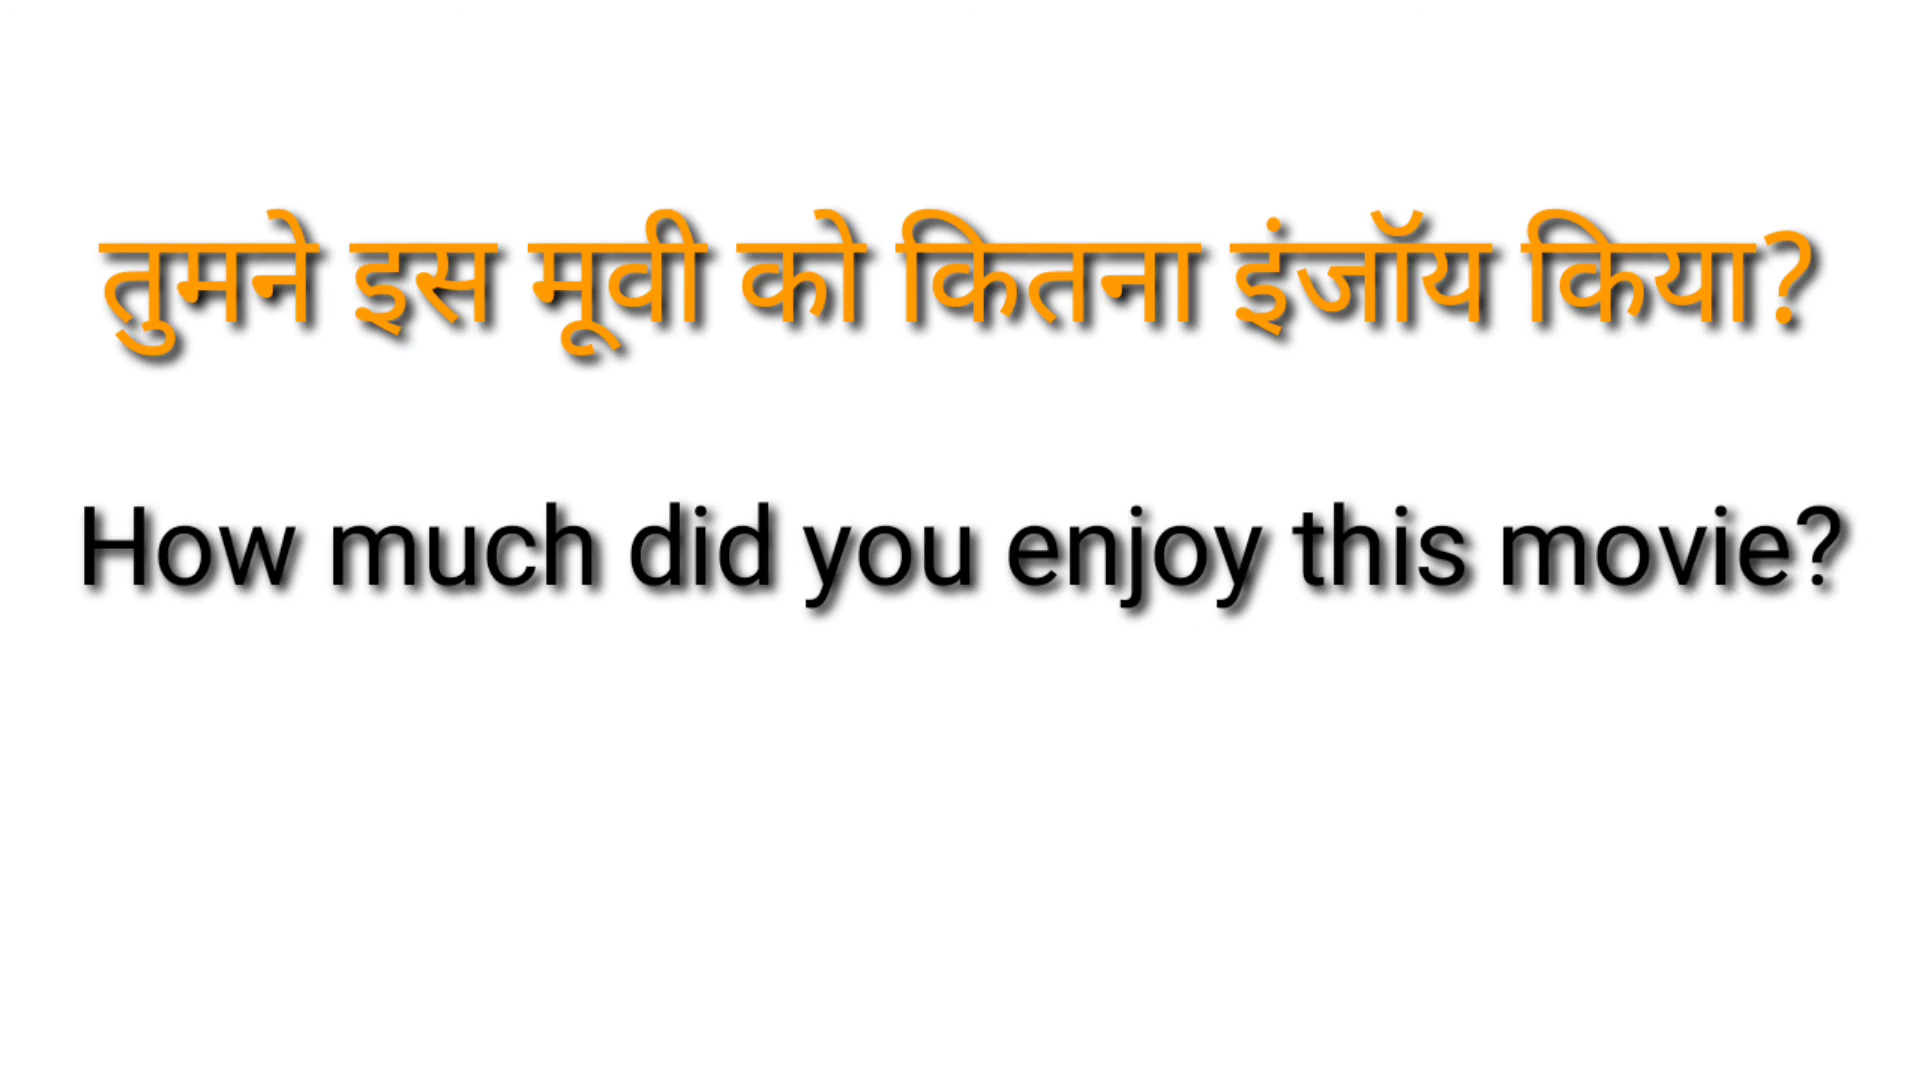 तुमने इस मूवी को कितना इंजॉय किया?
How much did you enjoy this movie?